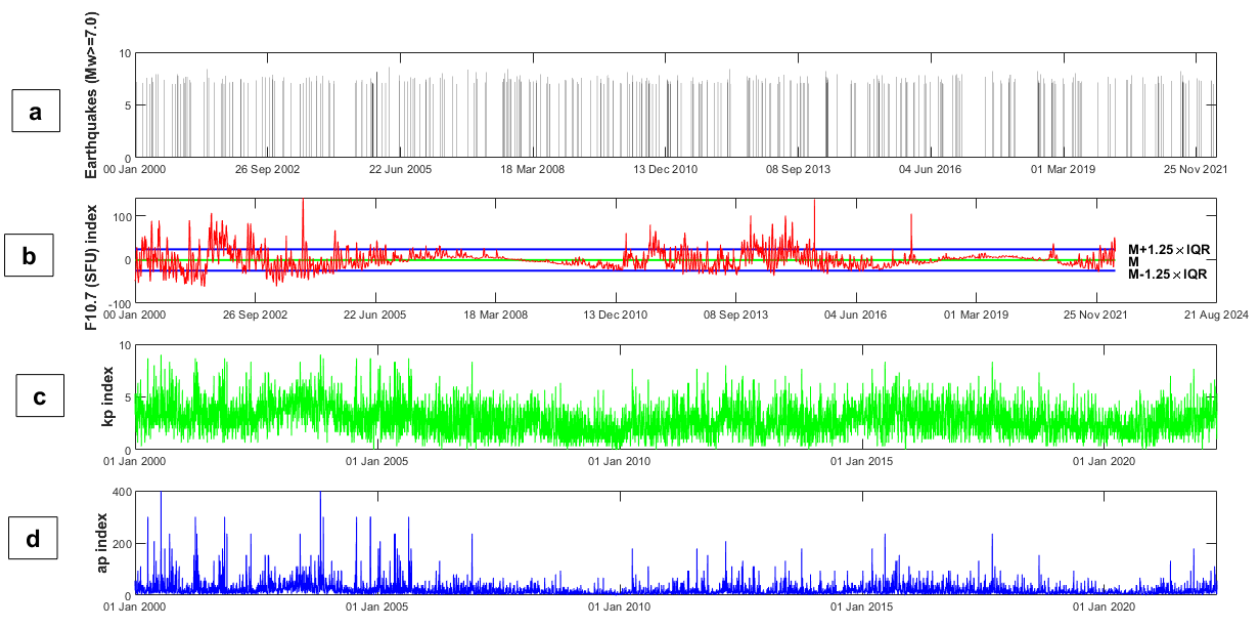 a
Earthquakes (Mw>=7.0)
10
5
0
00 Jan 2000 26 Sep 2002 22 Jun 2005 18 Mar 2008 13 Dec 2010 08 Sep 2013 04 Jun 2016 01 Mar 2019 25 Nov 2021
b
F10.7 (SFU) index
100
0
-100
M+1.25×IQR
M
M-1.25×IQR
00 Jan 2000 26 Sep 2002 22 Jun 2005 18 Mar 2008 13 Dec 2010 08 Sep 2013 04 Jun 2016 01 Mar 2019 25 Nov 2021 21 Aug 2024
c
kp index
10
5
0
01 Jan 2000 01 Jan 2005 01 Jan 2010 01 Jan 2015 01 Jan 2020
d
ap index
400
200
0
01 Jan 2000 01 Jan 2005 01 Jan 2010 01 Jan 2015 01 Jan 2020